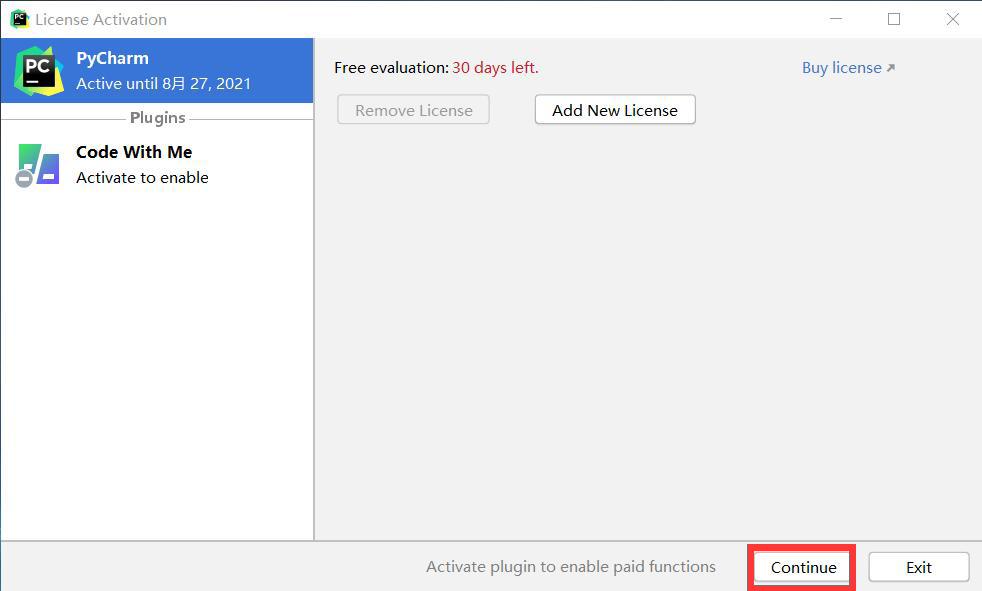 License Activation
PC
PyCharm
Active until 8月 27, 2021
Plugins
Code With Me
Activate to enable
Free evaluation: 30 days left.
Buy license
Remove License
Add New License
Activate plugin to enable paid functions
Continue
Exit